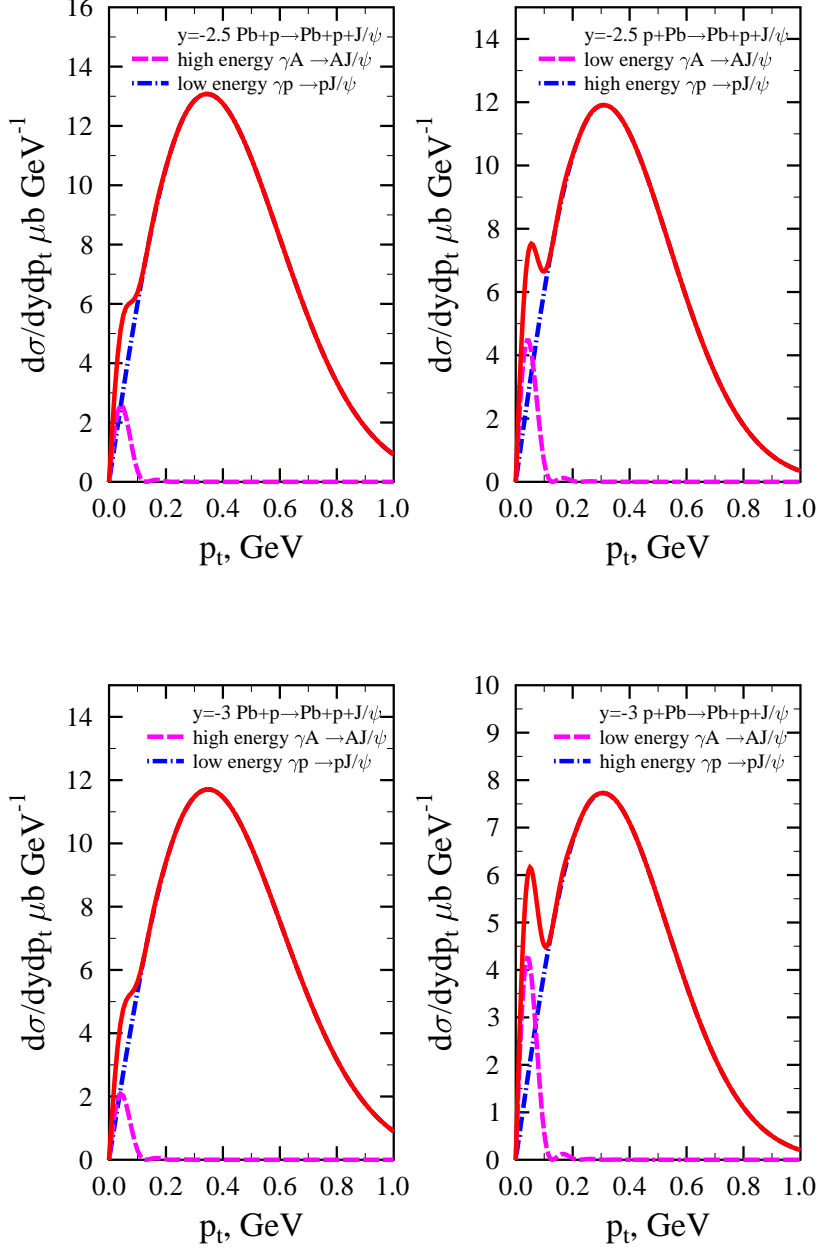 y=-2.5 Pb+p→Pb+p+J/ψ
high energy γA →AJ/ψ
low energy γp →pJ/ψ
dσ/dydp_t μb GeV^-1
16
14
12
10
8
6
4
2
0
0.0 0.2 0.4 0.6 0.8 1.0
p_t, GeV
y=-2.5 p+Pb→Pb+p+J/ψ
low energy γA →AJ/ψ
high energy γp →pJ/ψ
dσ/dydp_t μb GeV^-1
14
12
10
8
6
4
2
0
0.0 0.2 0.4 0.6 0.8 1.0
p_t, GeV
y=-3 Pb+p→Pb+p+J/ψ
high energy γA →AJ/ψ
low energy γp →pJ/ψ
dσ/dydp_t μb GeV^-1
14
12
10
8
6
4
2
0
0.0 0.2 0.4 0.6 0.8 1.0
p_t, GeV
y=-3 p+Pb→Pb+p+J/ψ
low energy γA →AJ/ψ
high energy γp →pJ/ψ
dσ/dydp_t μb GeV^-1
10
9
8
7
6
5
4
3
2
1
0
0.0 0.2 0.4 0.6 0.8 1.0
p_t, GeV